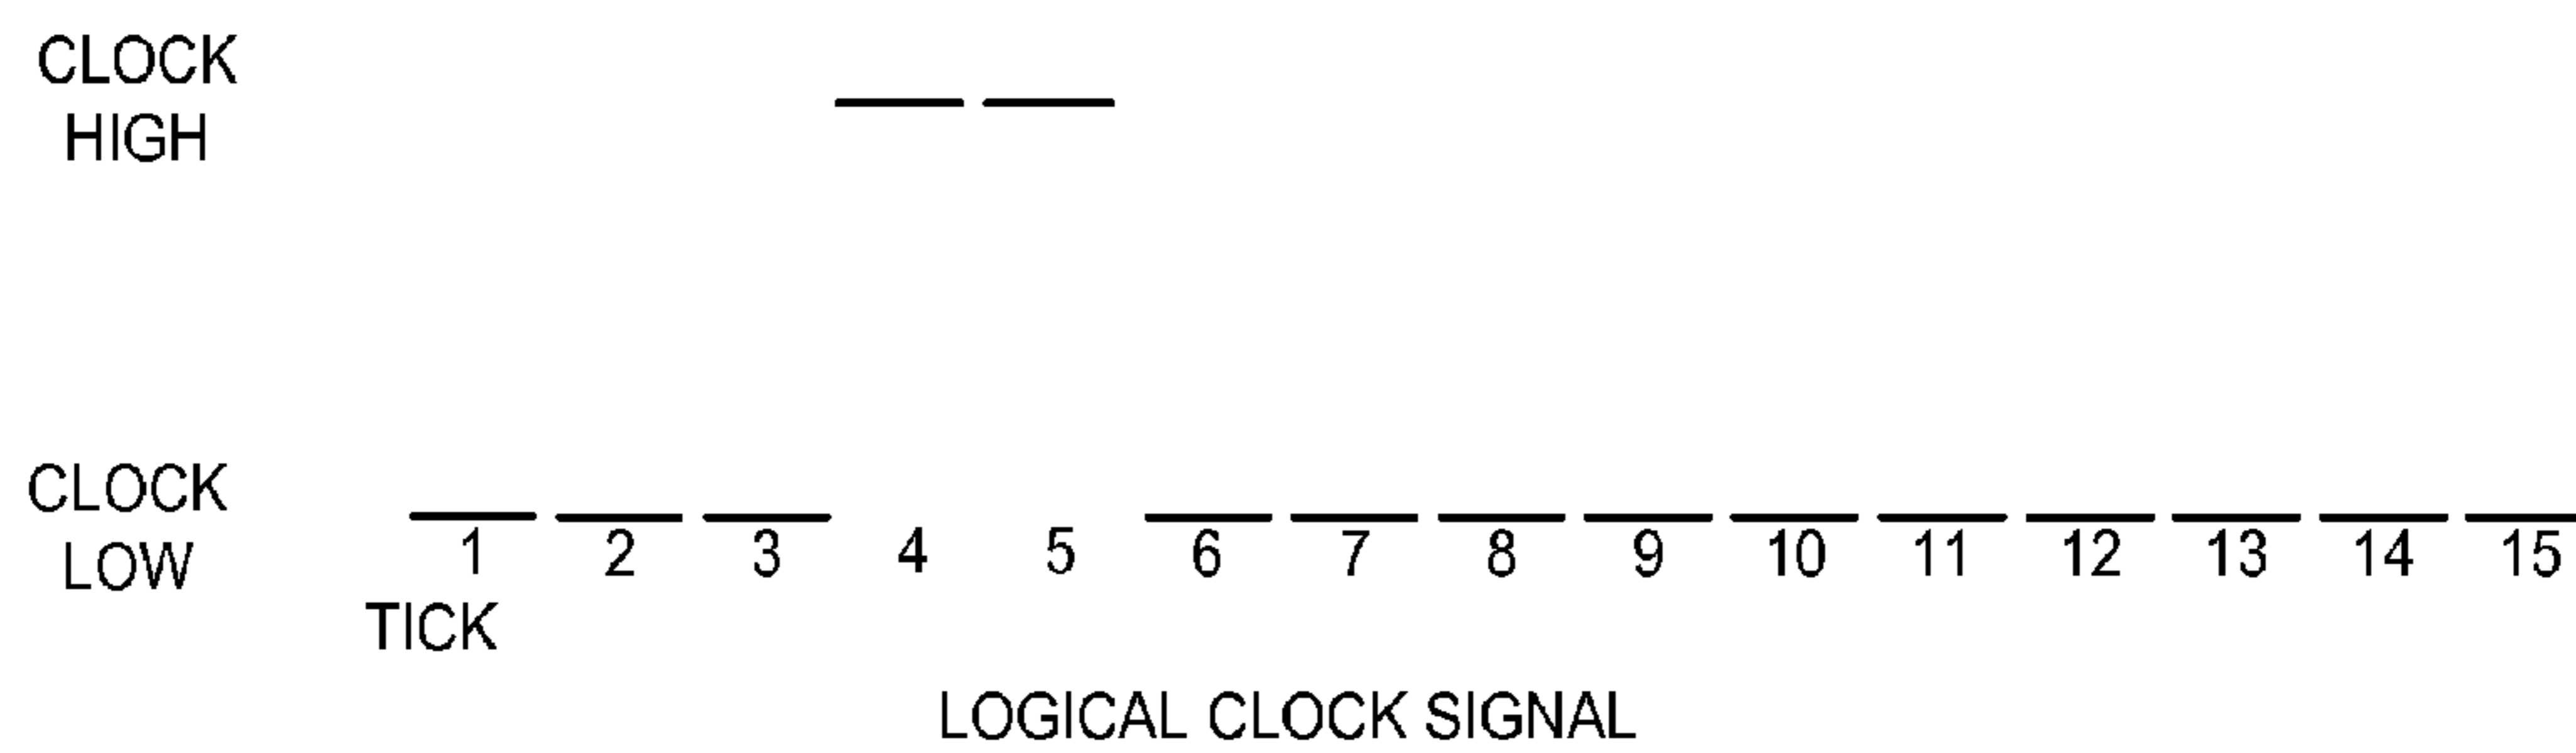 CLOCK
HIGH
CLOCK
LOW
1 2 3 4 5 6 7 8 9 10 11 12 13 14 15
TICK
LOGICAL CLOCK SIGNAL